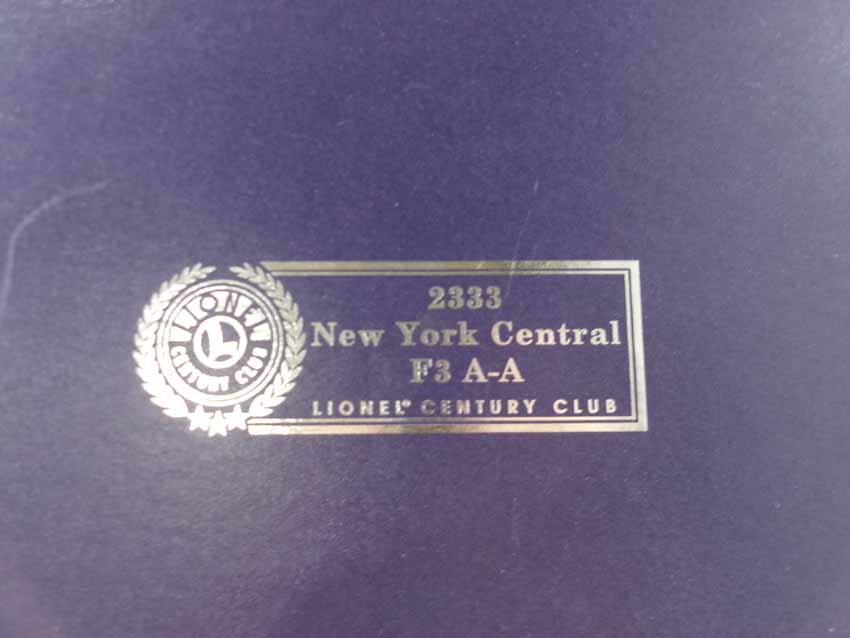 2333
New York Central
F3 A-A
LIONEL® CENTURY CLUB
LIONEL
L
CENTURY CLUB